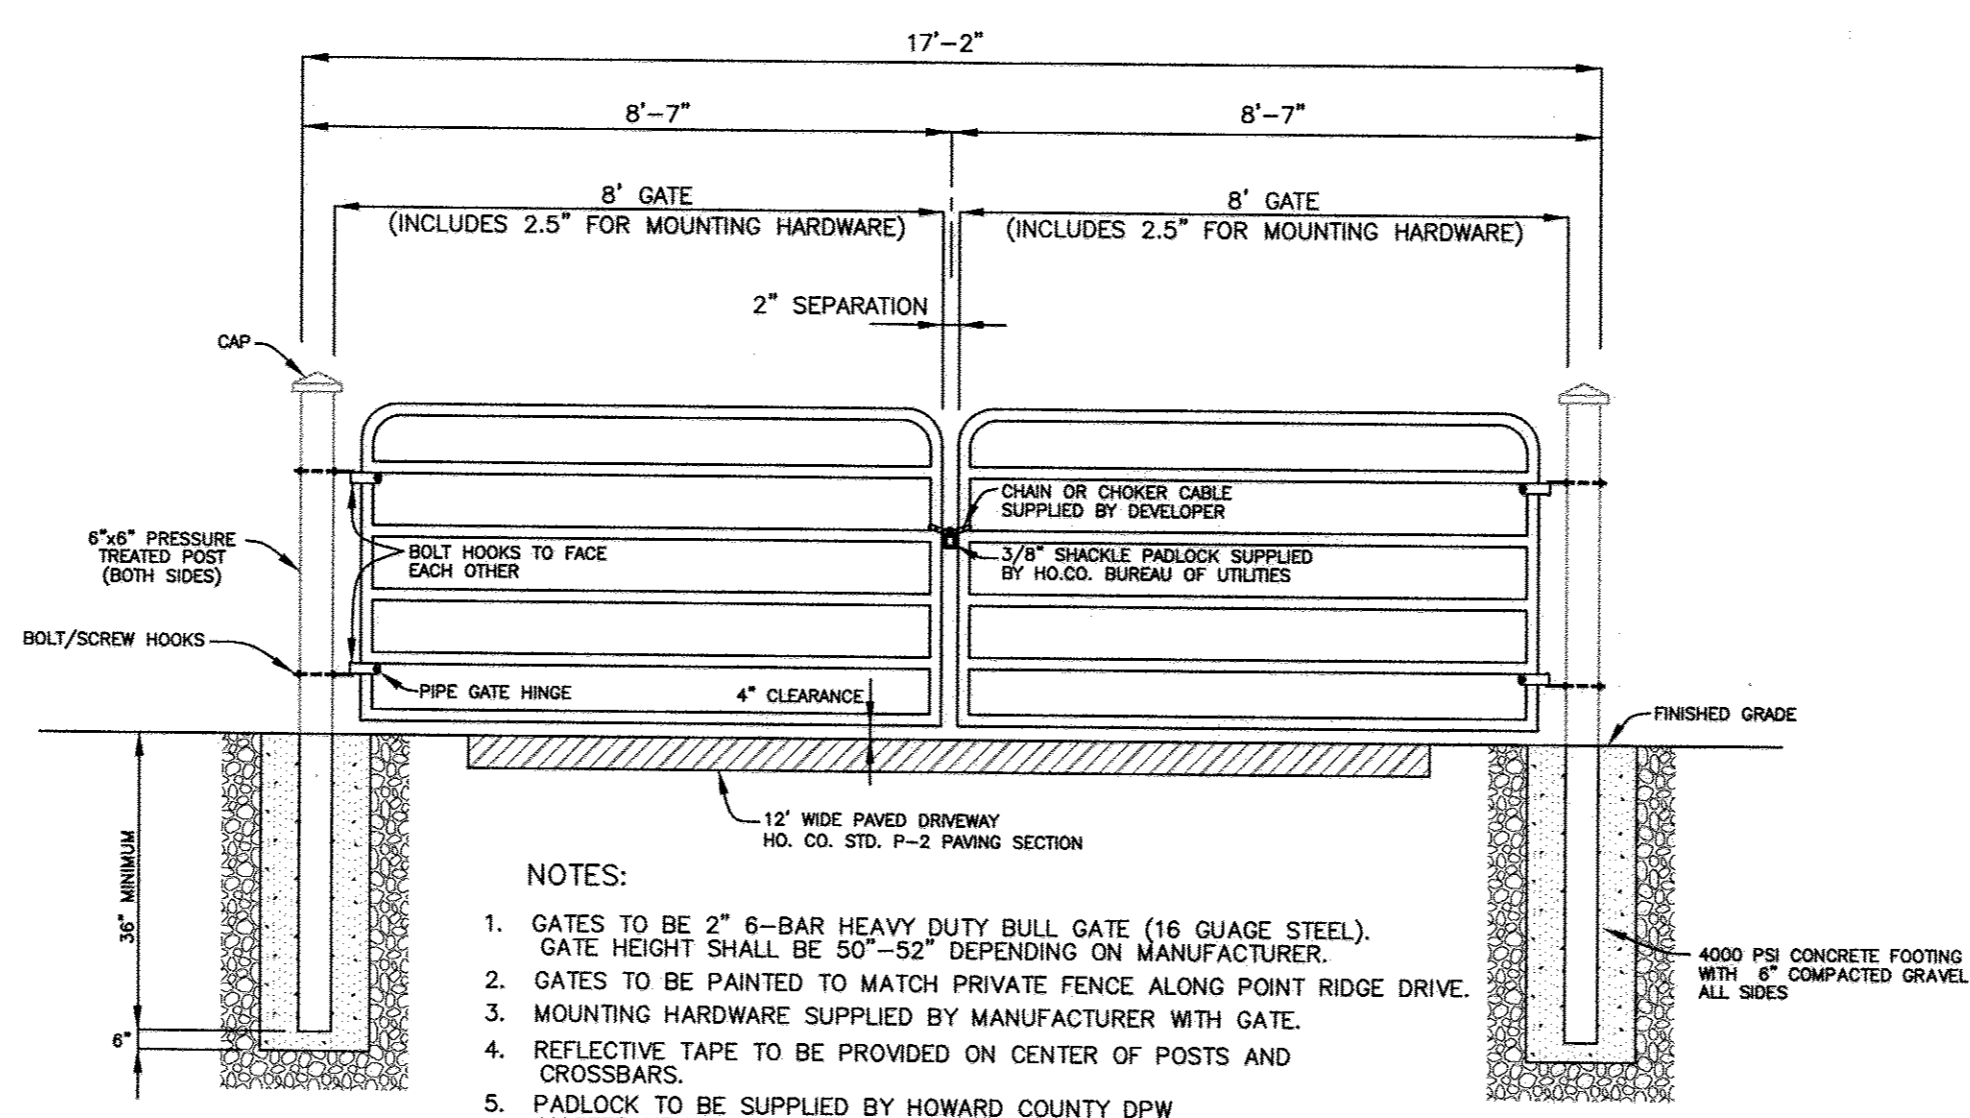 17'-2"
8'-7"
8'-7"
8' GATE
(INCLUDES 2.5" FOR MOUNTING HARDWARE)
8' GATE
(INCLUDES 2.5" FOR MOUNTING HARDWARE)
2" SEPARATION
CAP
CHAIN OR CHOKER CABLE
SUPPLIED BY DEVELOPER
6"x6" PRESSURE
TREATED POST
(BOTH SIDES)
BOLT HOOKS TO FACE
EACH OTHER
3/8" SHACKLE PADLOCK SUPPLIED
BY HO.CO. BUREAU OF UTILITIES
BOLT/SCREW HOOKS
PIPE GATE HINGE
4" CLEARANCE
FINISHED GRADE
12' WIDE PAVED DRIVEWAY
HO. CO. STD. P-2 PAVING SECTION
36" MINIMUM
6"
4000 PSI CONCRETE FOOTING
WITH 6" COMPACTED GRAVEL
ALL SIDES
NOTES:
1. GATES TO BE 2" 6-BAR HEAVY DUTY BULL GATE (16 GUAGE STEEL).
GATE HEIGHT SHALL BE 50"-52" DEPENDING ON MANUFACTURER.
2. GATES TO BE PAINTED TO MATCH PRIVATE FENCE ALONG POINT RIDGE DRIVE.
3. MOUNTING HARDWARE SUPPLIED BY MANUFACTURER WITH GATE.
4. REFLECTIVE TAPE TO BE PROVIDED ON CENTER OF POSTS AND
CROSSBARS.
5. PADLOCK TO BE SUPPLIED BY HOWARD COUNTY DPW